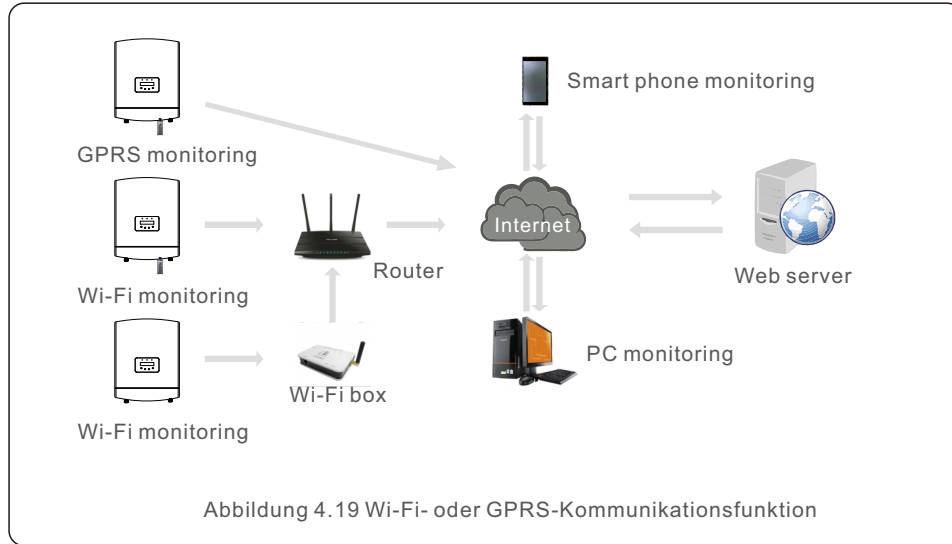 Smart phone monitoring
GPRS monitoring
Internet
Router
Web server
Wi-Fi monitoring
PC monitoring
Wi-Fi box
Wi-Fi monitoring
Abbildung 4.19 Wi-Fi- oder GPRS-Kommunikationsfunktion